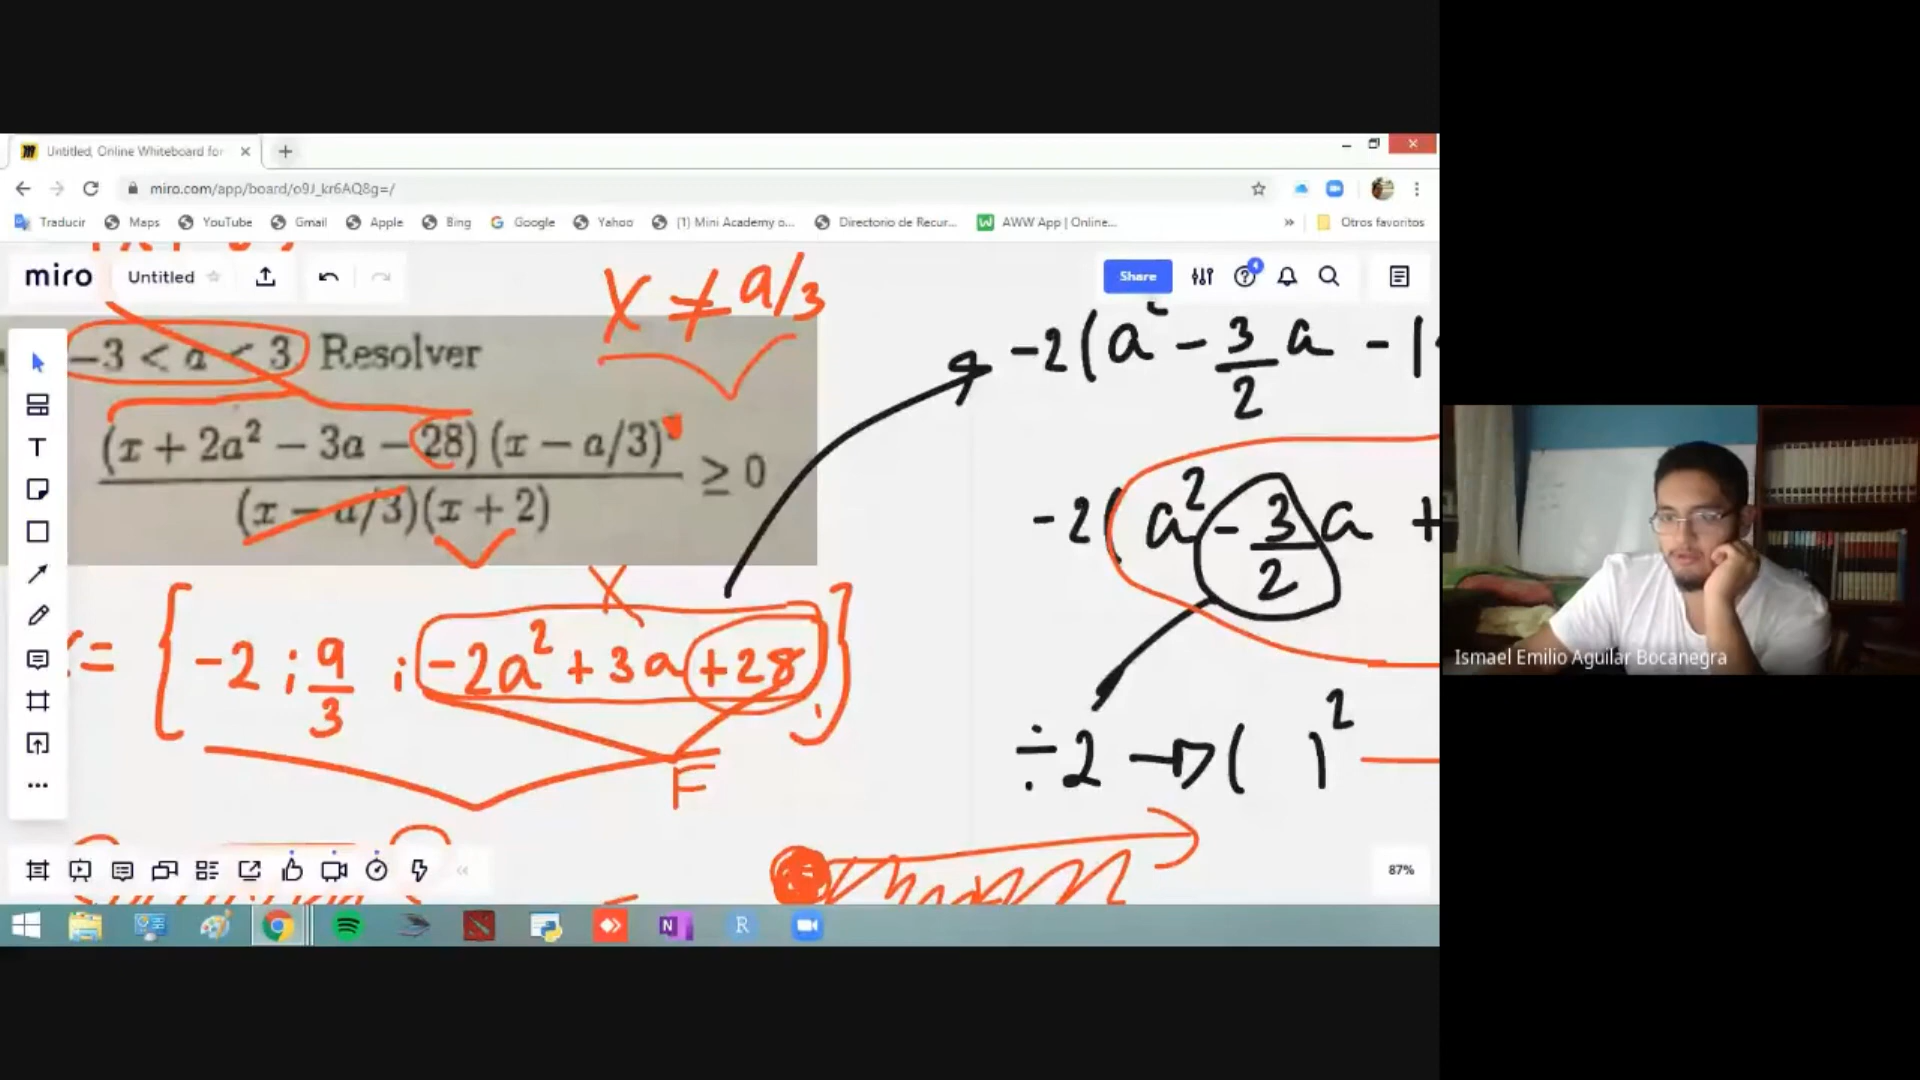 Untitled, Online Whiteboard for
miro.com/app/board/o9J_kr6AQ8g=/
Traducir Maps YouTube Gmail Apple Bing Google Yahoo (1) Mini Academy o... Directorio de Recur... AWW App | Online... » Otros favoritos
miro Untitled Share 4
x ≠ a/3
-3 < a < 3 Resolver
(x + 2a² − 3a − 28) (x − a/3)
(x − a/3)(x + 2)
≥ 0
= { -2 ; a/3 ; -2a² + 3a + 28 }
x
F
-2(a² - 3/2 a - 1
-2( a² - 3/2 a +
÷2 → ( )²
T
87%
N R
Ismael Emilio Aguilar Bocanegra